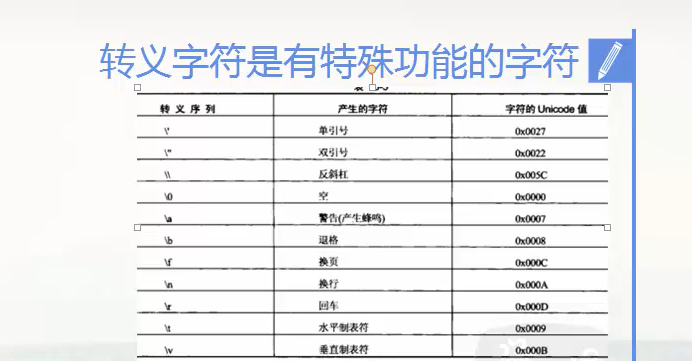 转义字符是有特殊功能的字符
转 义 序 列 产生的字符 字符的 Unicode 值
\' 单引号 0x0027
\" 双引号 0x0022
\\ 反斜杠 0x005C
\0 空 0x0000
\a 警告(产生蜂鸣) 0x0007
\b 退格 0x0008
\f 换页 0x000C
\n 换行 0x000A
\r 回车 0x000D
\t 水平制表符 0x0009
\v 垂直制表符 0x000B